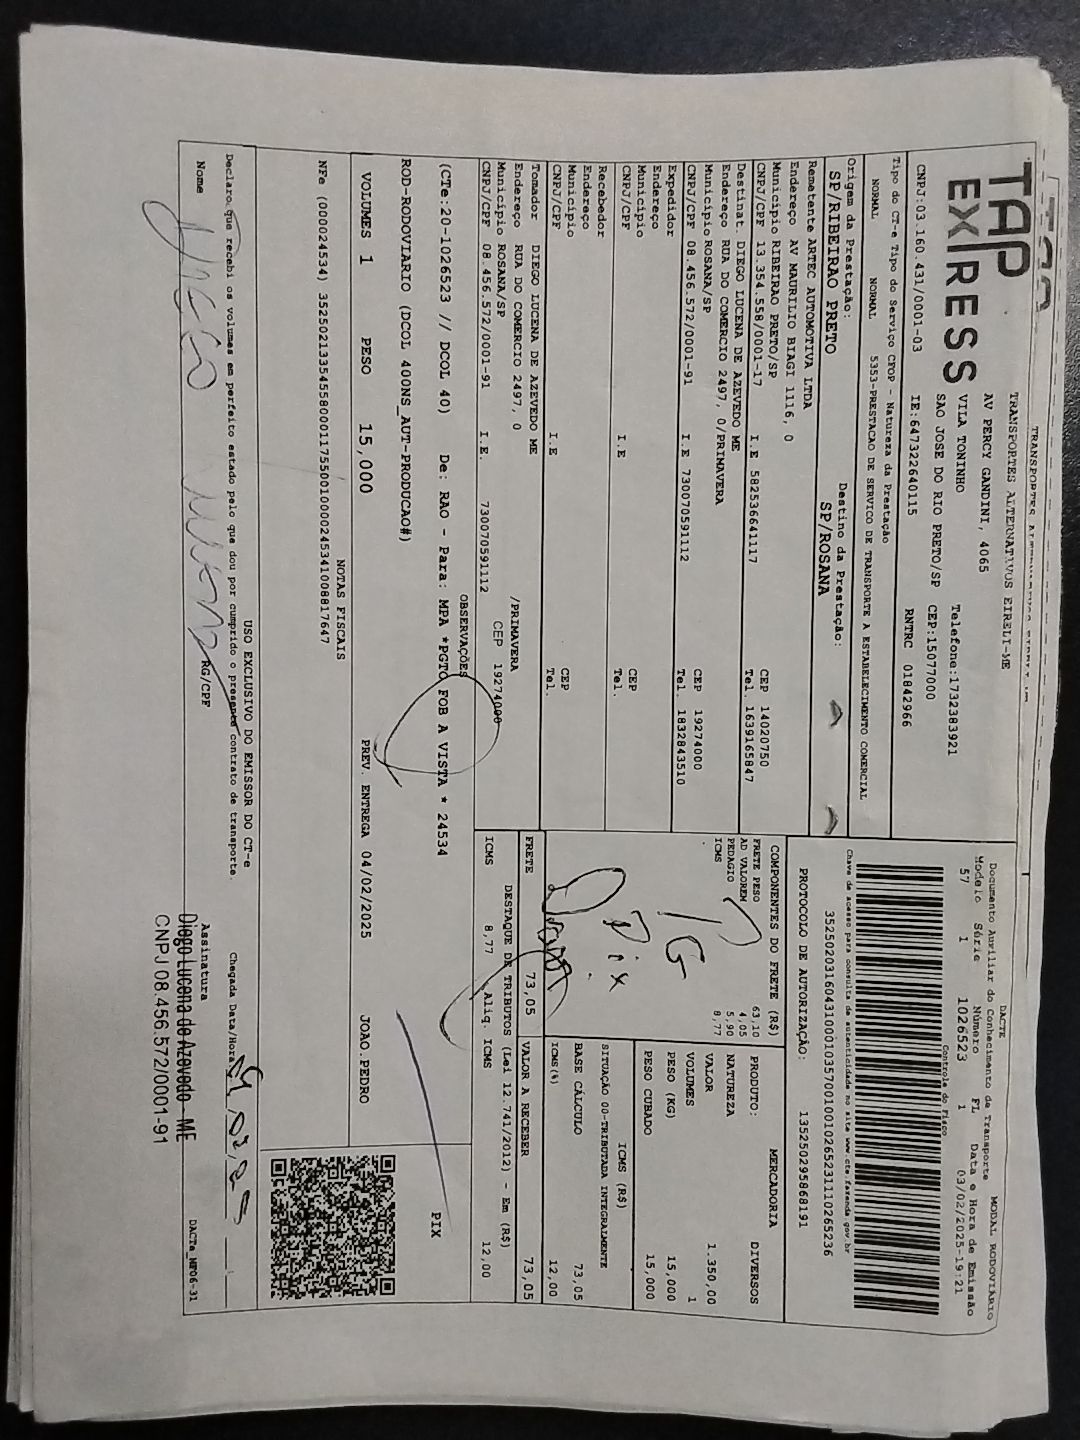 TAP
EXPRESS
TRANSPORTES ALTERNATIVOS EIRELI-ME
AV PERCY GANDINI, 4065
VILA TONINHO
SAO JOSE DO RIO PRETO/SP
Telefone:1732383921
CEP:15077000
CNPJ:03.160.431/0001-03 IE:647322640115 RNTRC 01842966
Tipo do CT-e Tipo do Serviço CFOP - Natureza da Prestação
NORMAL NORMAL 5353-PRESTACAO DE SERVICO DE TRANSPORTE A ESTABELECIMENTO COMERCIAL
Origem da Prestação: Destino da Prestação:
SP/RIBEIRAO PRETO SP/ROSANA
Remetente ARTEC AUTOMOTIVA LTDA
Endereço AV MAURILIO BIAGI 1116, 0
Município RIBEIRAO PRETO/SP CEP 14020750
CNPJ/CPF 13.354.558/0001-17 I.E 582536641117 Tel. 1639165847
Destinat. DIEGO LUCENA DE AZEVEDO ME
Endereço RUA DO COMERCIO 2497, 0/PRIMAVERA
Município ROSANA/SP CEP 19274000
CNPJ/CPF 08.456.572/0001-91 I.E 730070591112 Tel. 1832843510
Expedidor
Endereço
Município CEP
CNPJ/CPF I.E Tel.
Recebedor
Endereço
Município CEP
CNPJ/CPF I.E Tel.
Tomador DIEGO LUCENA DE AZEVEDO ME
Endereço RUA DO COMERCIO 2497, 0 /PRIMAVERA
Município ROSANA/SP CEP 19274000
CNPJ/CPF 08.456.572/0001-91 I.E. 730070591112
DACTE
Documento Auxiliar do Conhecimento de Transporte
MODAL RODOVIÁRIO
Modelo Série Número FL Data e Hora de Emissão
57 1 1026523 1 03/02/2025-19:21
Controle do Fisco
35250203160431000103570010010265231110265236
Chave de acesso para consulta de autenticidade no site www.cte.fazenda.gov.br
PROTOCOLO DE AUTORIZAÇÃO: 135250295868191
COMPONENTES DO FRETE (R$)
FRETE PESO 63,10
AD VALOREM 4,05
PEDAGIO 5,90
ICMS 8,77
PG
Pix
FRETE 73,05
MERCADORIA
PRODUTO: DIVERSOS
NATUREZA
VALOR 1.350,00
VOLUMES 1
PESO (KG) 15,000
PESO CUBADO 15,000
ICMS (R$)
SITUAÇÃO 00-TRIBUTADA INTEGRALMENTE
BASE CÁLCULO 73,05
ICMS(%) 12,00
VALOR A RECEBER 73,05
DESTAQUE DE TRIBUTOS (Lei 12.741/2012) - Em (R$)
ICMS 8,77 Aliq. ICMS 12,00
OBSERVAÇÕES
(CTe:20-1026523 // DCOL 40) De: RAO - Para: MPA *PGTO FOB A VISTA * 24534
PIX
ROD-RODOVIARIO (DCOL 400NS_AUT-PRODUCAO#)
VOLUMES 1 PESO 15,000 PREV. ENTREGA 04/02/2025 JOAO.PEDRO
NOTAS FISCAIS
NFe (000024534) 35250213354558000117550010000245341008817647
USO EXCLUSIVO DO EMISSOR DO CT-e
Declaro que recebi os volumes em perfeito estado pelo que dou por cumprido o presente contrato de transporte.
Chegada Data/Hora
Nome RG/CPF Assinatura
Diogo Lucena de Azevedo - ME
CNPJ 08.456.572/0001-91
DACTe_MP06-31